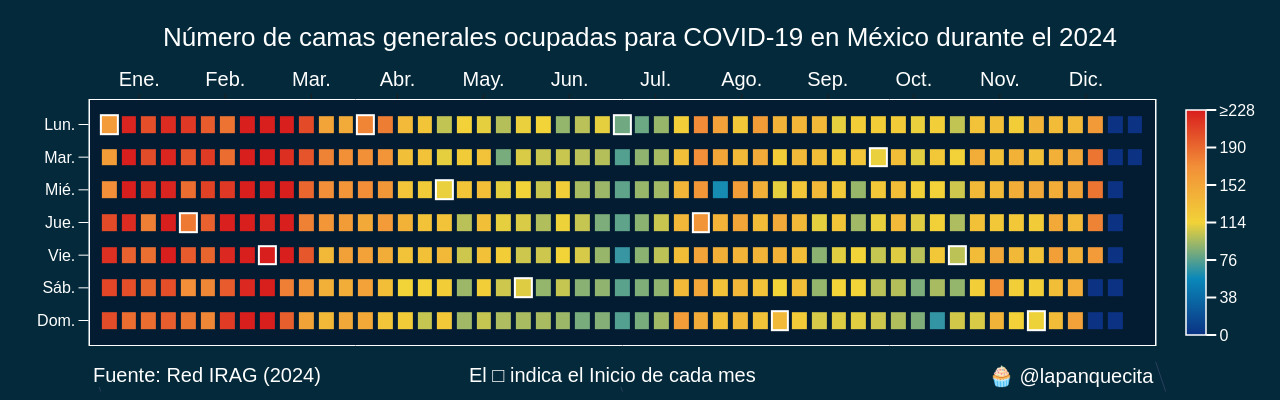 Número de camas generales ocupadas para COVID-19 en México durante el 2024
Ene. Feb. Mar. Abr. May. Jun. Jul. Ago. Sep. Oct. Nov. Dic.
Lun.
Mar.
Mié.
Jue.
Vie.
Sáb.
Dom.
≥228
190
152
114
76
38
0
Fuente: Red IRAG (2024)
El □ indica el Inicio de cada mes
🧁 @lapanquecita